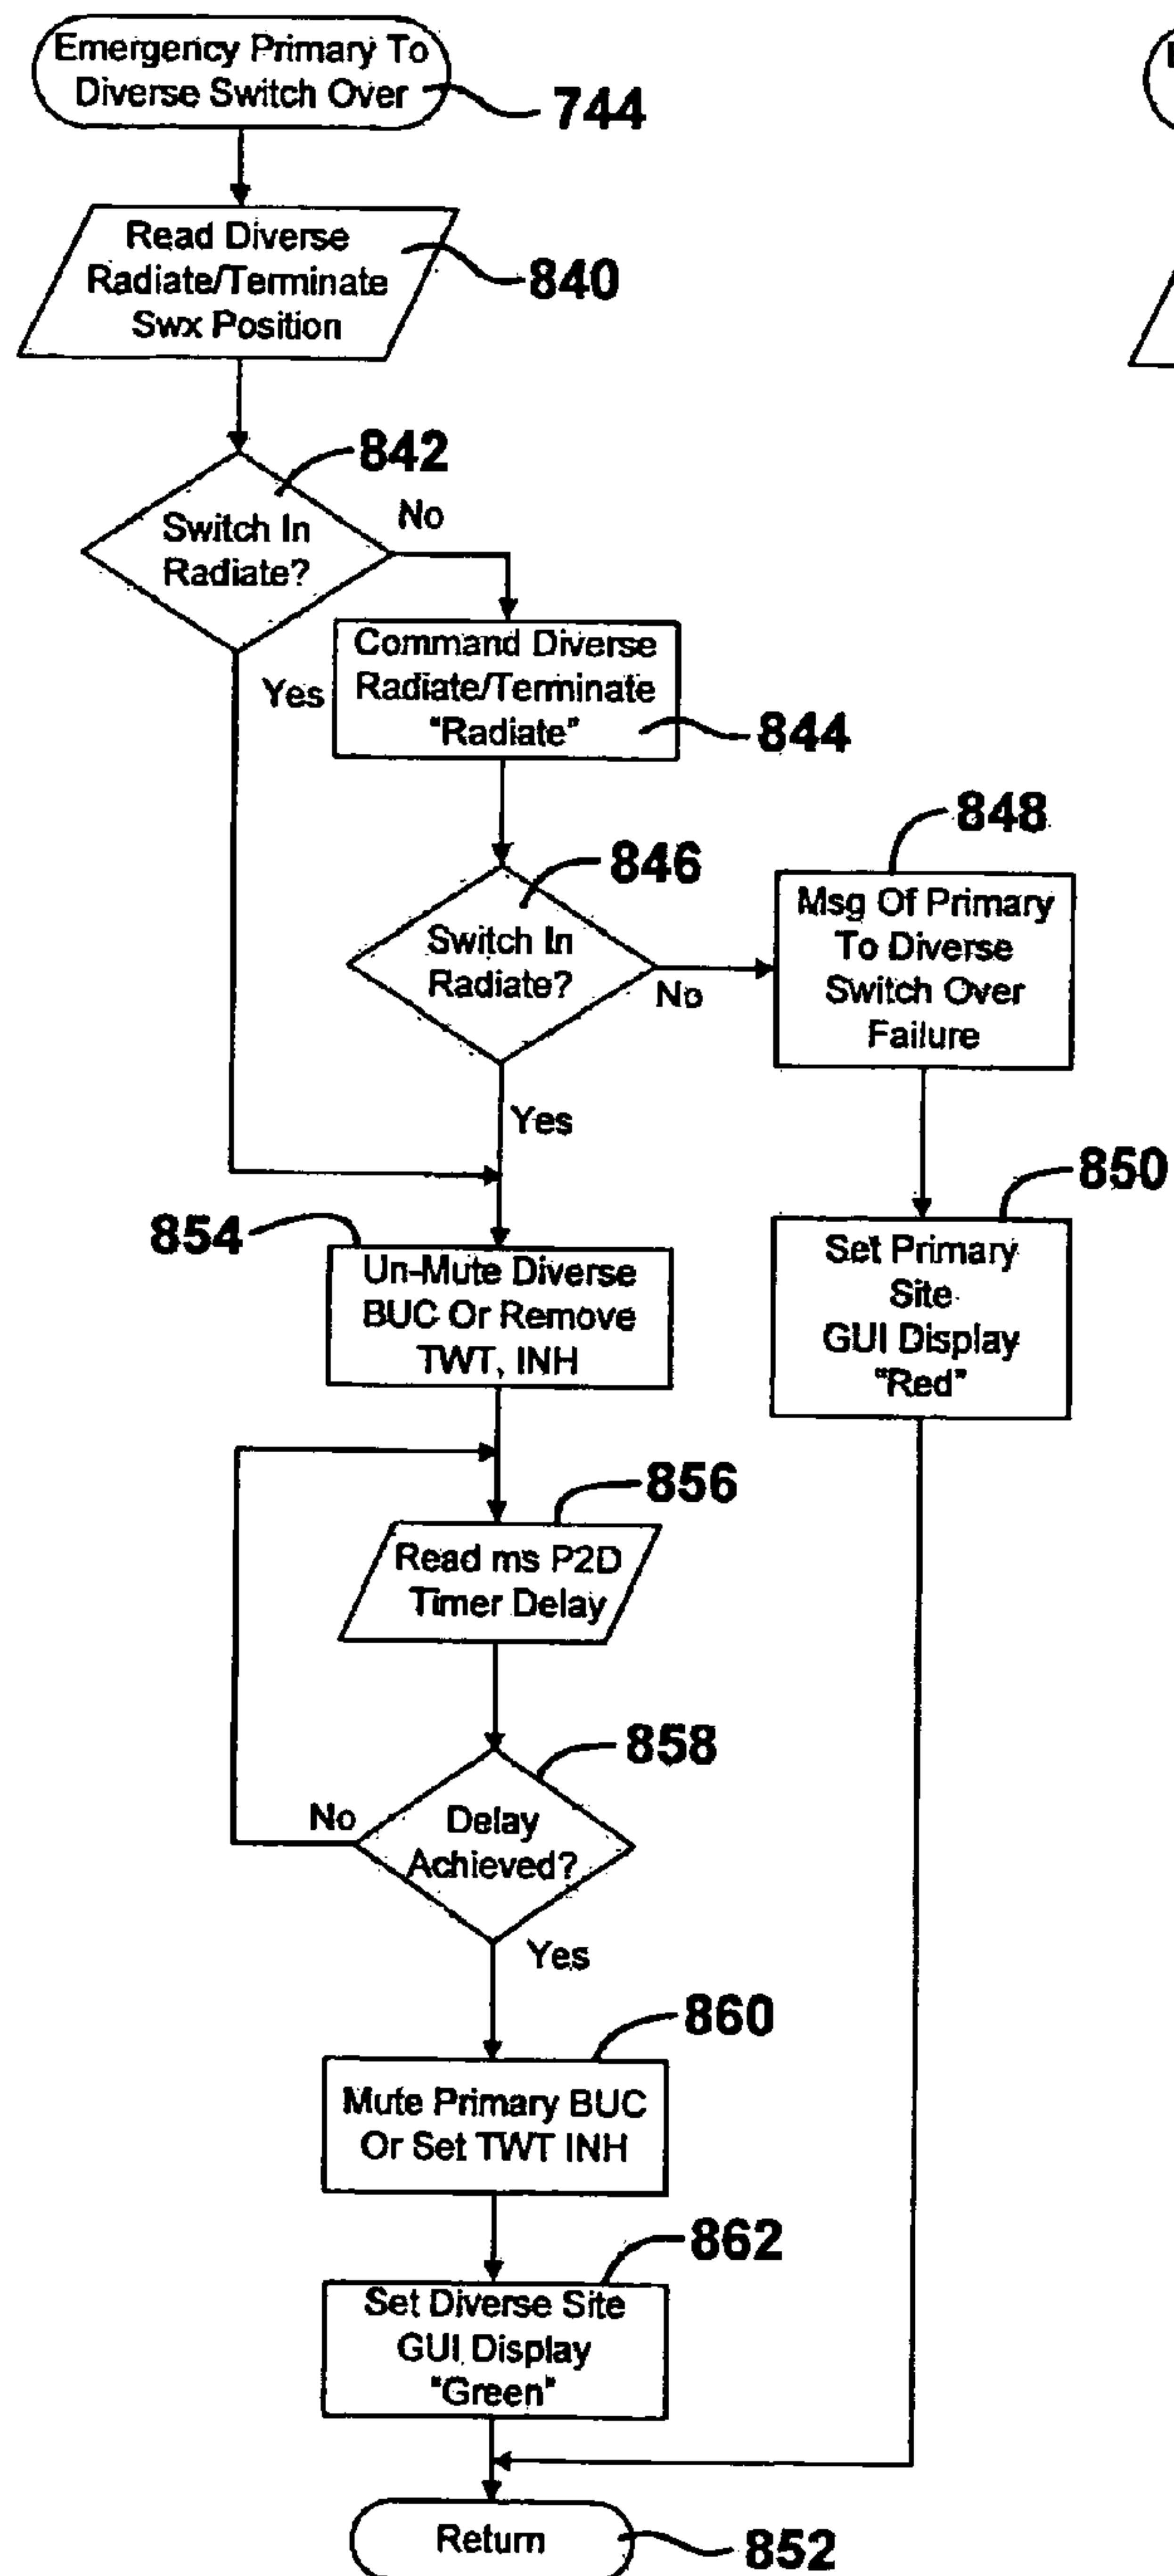 Emergency Primary To
Diverse Switch Over
744
Read Diverse
Radiate/Terminate
Swx Position
840
842
Switch In
Radiate?
No
Yes
Command Diverse
Radiate/Terminate
"Radiate"
844
846
Switch In
Radiate?
No
Yes
848
Msg Of Primary
To Diverse
Switch Over
Failure
850
Set Primary
Site
GUI Display
"Red"
854
Un-Mute Diverse
BUC Or Remove
TWT, INH
856
Read ms P2D
Timer Delay
858
Delay
Achieved?
No
Yes
860
Mute Primary BUC
Or Set TWT INH
862
Set Diverse Site
GUI Display
"Green"
Return
852